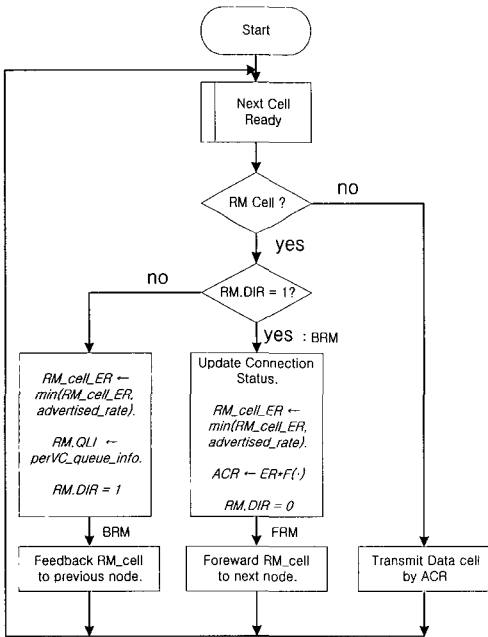 Start
Next Cell
Ready
RM Cell ?
no
yes
RM.DIR = 1?
no
yes : BRM
RM_cell_ER ←
min(RM_cell_ER,
advertised_rate).
RM.QLI ←
perVC_queue_info.
RM.DIR = 1
Update Connection
Status.
RM_cell_ER ←
min(RM_cell_ER,
advertised_rate).
ACR ← ER*F(·)
RM.DIR = 0
BRM
FRM
Feedback RM_cell
to previous node.
Foreward RM_cell
to next node.
Transmit Data cell
by ACR